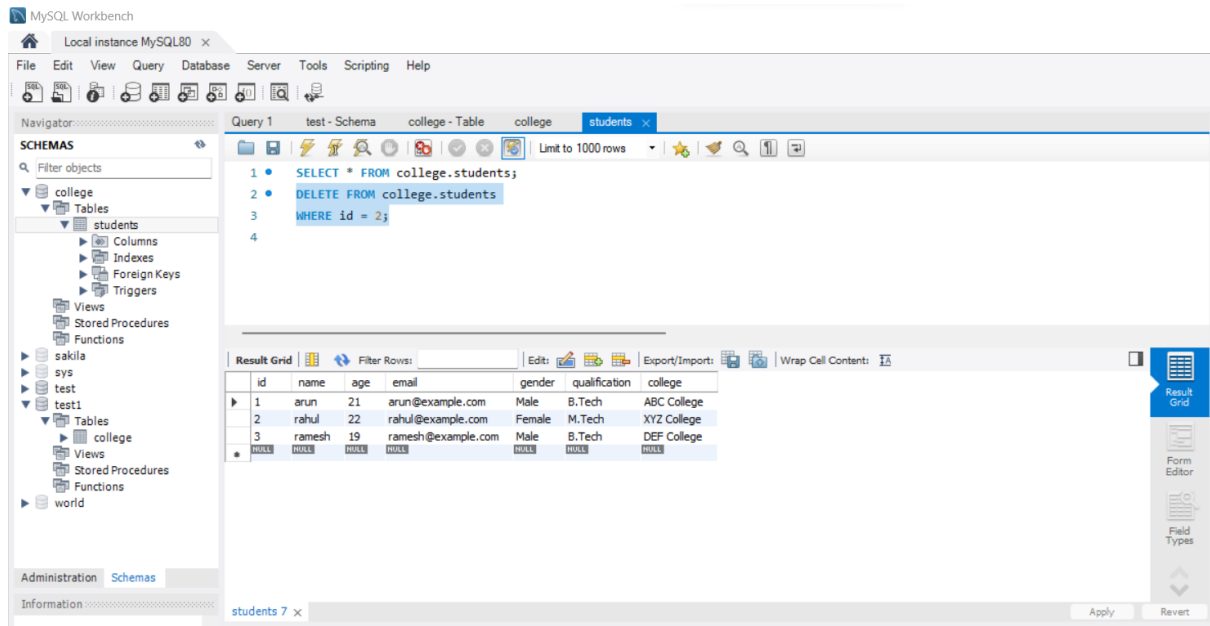 MySQL Workbench
Local instance MySQL80 ×
File Edit View Query Database Server Tools Scripting Help
Navigator
SCHEMAS
Filter objects
college
Tables
students
Columns
Indexes
Foreign Keys
Triggers
Views
Stored Procedures
Functions
sakila
sys
test
test1
Tables
college
Views
Stored Procedures
Functions
world
Administration Schemas
Information
Query 1 test - Schema college - Table college students ×
Limit to 1000 rows
1 SELECT * FROM college.students;
2 DELETE FROM college.students
3 WHERE id = 2;
4
Result Grid Filter Rows: Edit: Export/Import: Wrap Cell Content:
id name age email gender qualification college
1 arun 21 arun@example.com Male B.Tech ABC College
2 rahul 22 rahul@example.com Female M.Tech XYZ College
3 ramesh 19 ramesh@example.com Male B.Tech DEF College
NULL NULL NULL NULL NULL NULL NULL
Result
Grid
Form
Editor
Field
Types
students 7 ×
Apply Revert